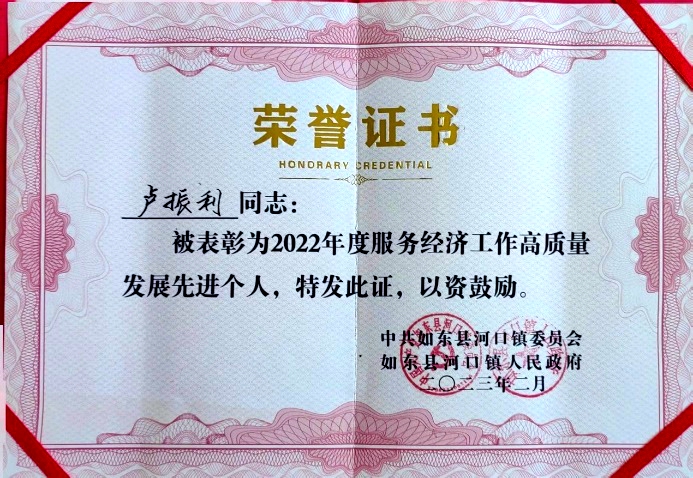 荣誉证书
HONORARY CREDENTIAL
卢振利同志：
被表彰为2022年度服务经济工作高质量
发展先进个人，特发此证，以资鼓励。
中共如东县河口镇委员会
如东县河口镇人民政府
二〇二三年二月